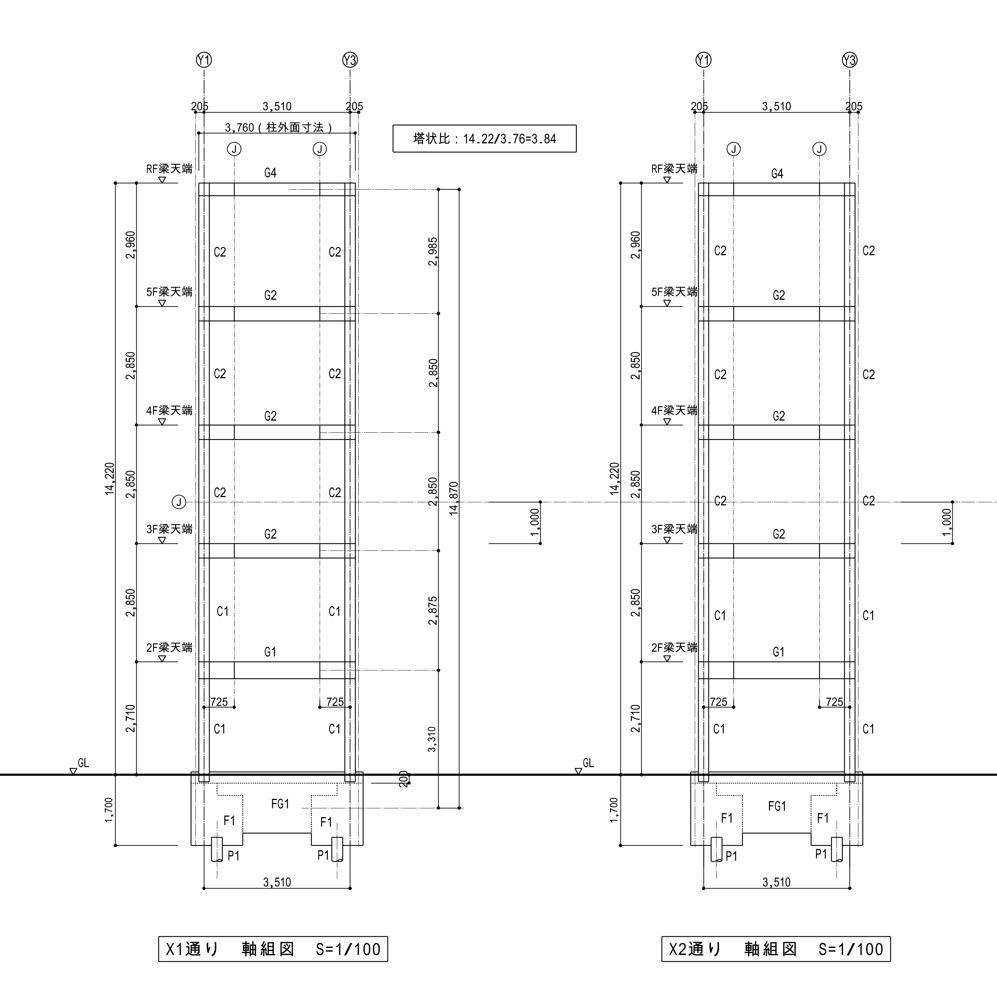 Y1 Y3
205 3,510 205
3,760(柱外面寸法)
塔状比:14.22/3.76=3.84
J J
RF梁天端 G4
2,960 C2 C2 2,985
5F梁天端 G2
2,850 C2 C2 2,850
4F梁天端 G2
14,220 2,850 C2 C2 2,850 14,870
J
1,000
3F梁天端 G2
2,850 C1 C1 2,875
2F梁天端 G1
725 725
2,710 C1 C1 3,310
GL
200
1,700 FG1
F1 F1
P1 P1
3,510
X1通り 軸組図 S=1/100
Y1 Y3
205 3,510 205
J J
RF梁天端 G4
2,960 C2 C2
5F梁天端 G2
2,850 C2 C2
4F梁天端 G2
14,220 2,850 C2 C2
1,000
3F梁天端 G2
2,850 C1 C1
2F梁天端 G1
725 725
2,710 C1 C1
GL
1,700 FG1
F1 F1
P1 P1
3,510
X2通り 軸組図 S=1/100